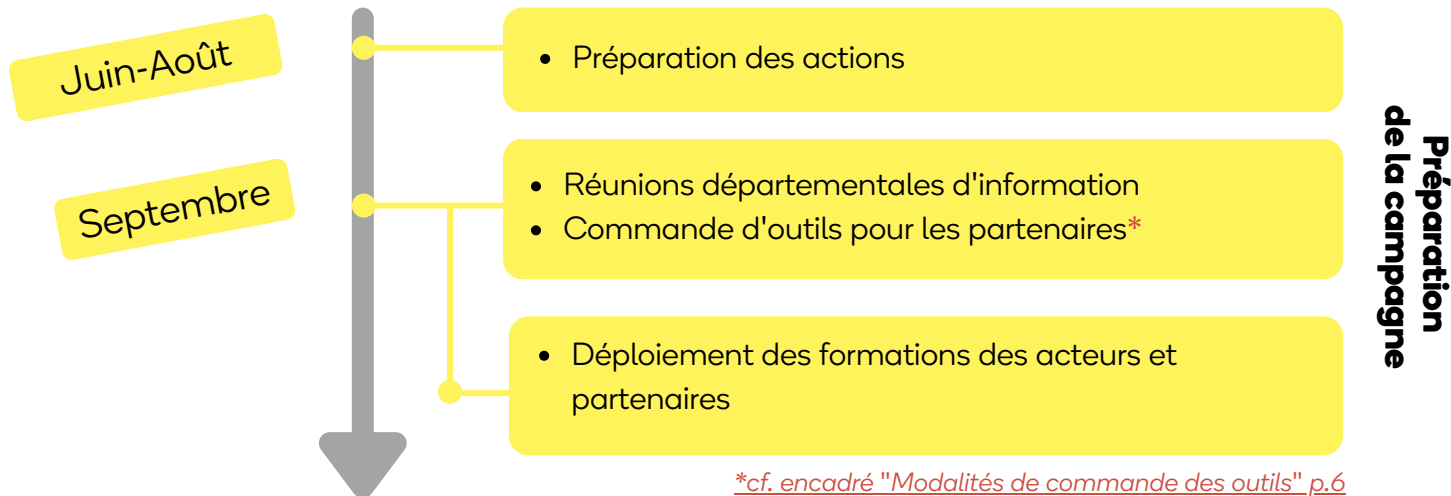 Juin-Août
• Préparation des actions
Septembre
• Réunions départementales d'information
• Commande d'outils pour les partenaires*
• Déploiement des formations des acteurs et
partenaires
Préparation
de la campagne
*cf. encadré "Modalités de commande des outils" p.6